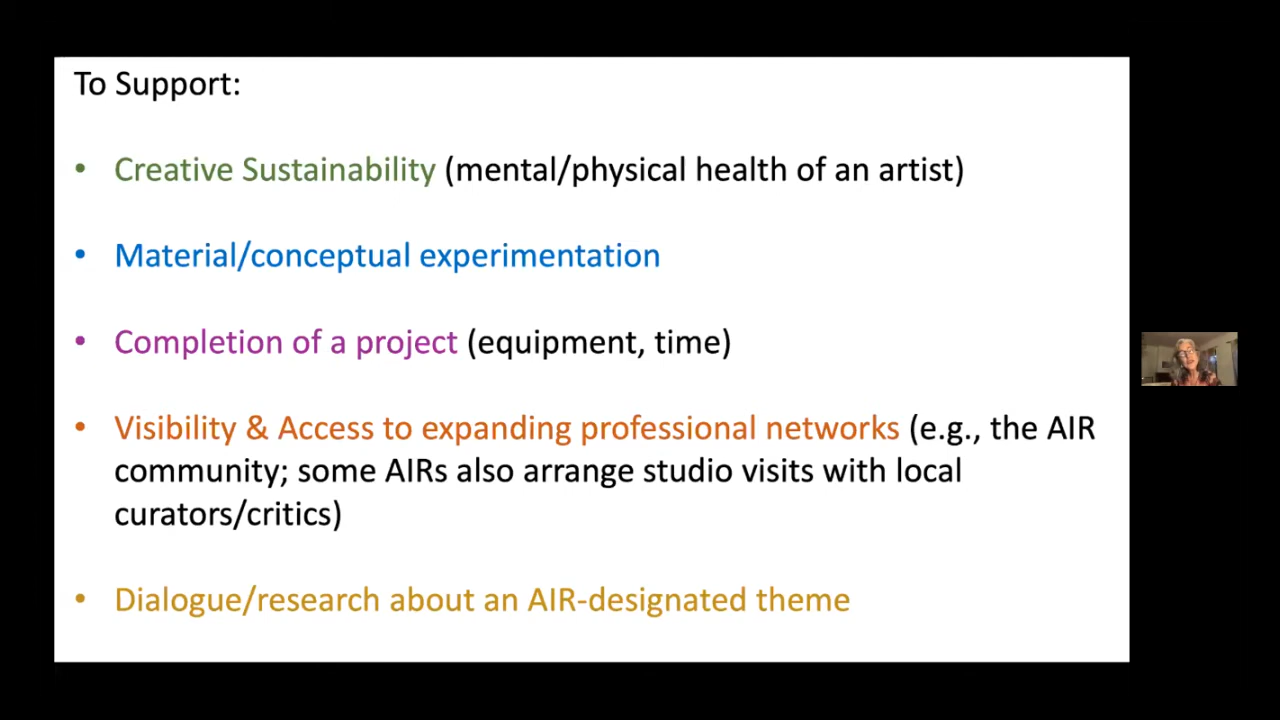 To Support:
• Creative Sustainability (mental/physical health of an artist)
• Material/conceptual experimentation
• Completion of a project (equipment, time)
• Visibility & Access to expanding professional networks (e.g., the AIR
community; some AIRs also arrange studio visits with local
curators/critics)
• Dialogue/research about an AIR-designated theme